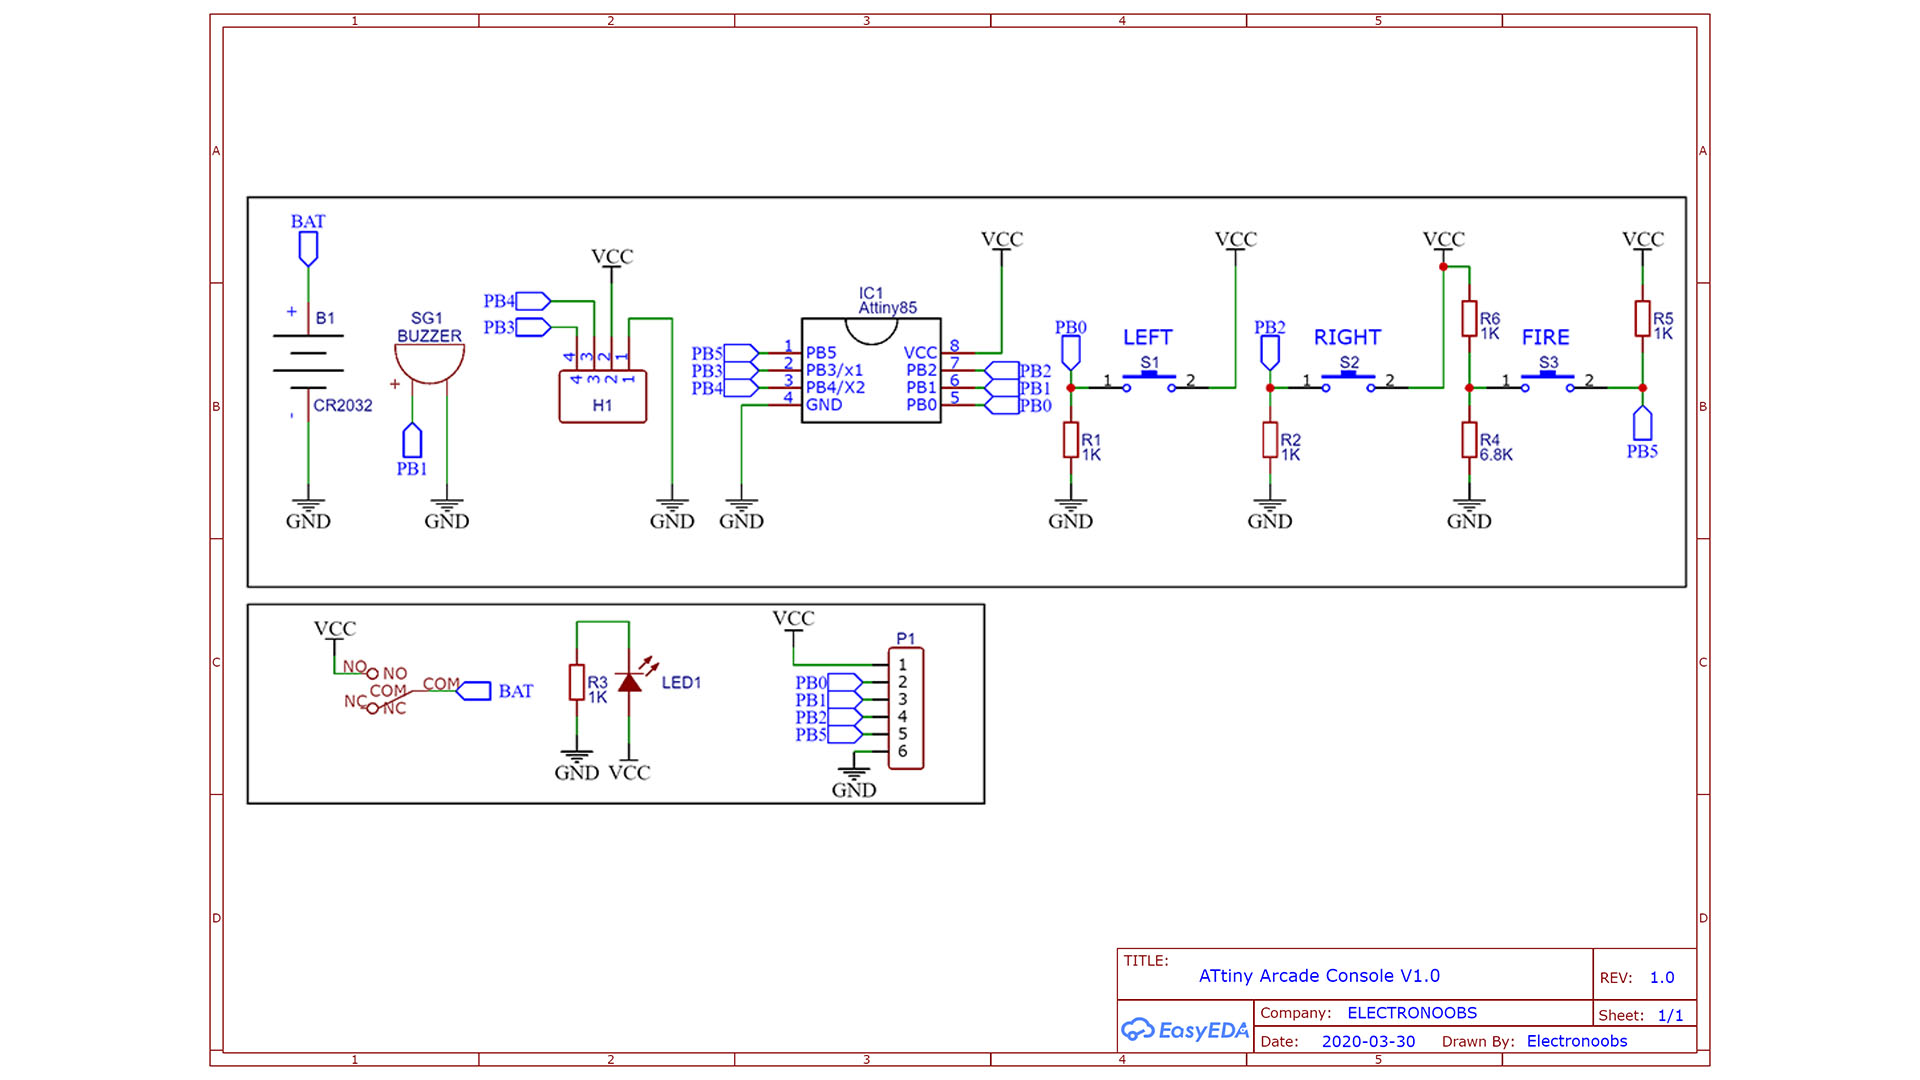 1 2 3 4 5
A A
B B
C C
D D
BAT
+ B1
CR2032
-
GND
SG1
BUZZER
+
PB1
GND
VCC
PB4
PB3
4 3 2 1
4 3 2 1
H1
GND
IC1
Attiny85
PB5 1 PB5 VCC 8
PB3 2 PB3/x1 PB2 7 PB2
PB4 3 PB4/X2 PB1 6 PB1
4 GND PB0 5 PB0
VCC
GND
PB0
LEFT
S1
1 2
VCC
R1
1K
GND
PB2
RIGHT
S2
1 2
VCC
R2
1K
GND
R6
1K
FIRE
S3
1 2
VCC
R5
1K
R4
6.8K
GND
PB5
VCC
NO NO
COM COM BAT
NC NC
R3
1K
LED1
GND VCC
VCC
P1
1
PB0 2
PB1 3
PB2 4
PB5 5
6
GND
TITLE:
ATtiny Arcade Console V1.0
REV: 1.0
EasyEDA
Company: ELECTRONOOBS
Sheet: 1/1
Date: 2020-03-30 Drawn By: Electronoobs
1 2 3 4 5